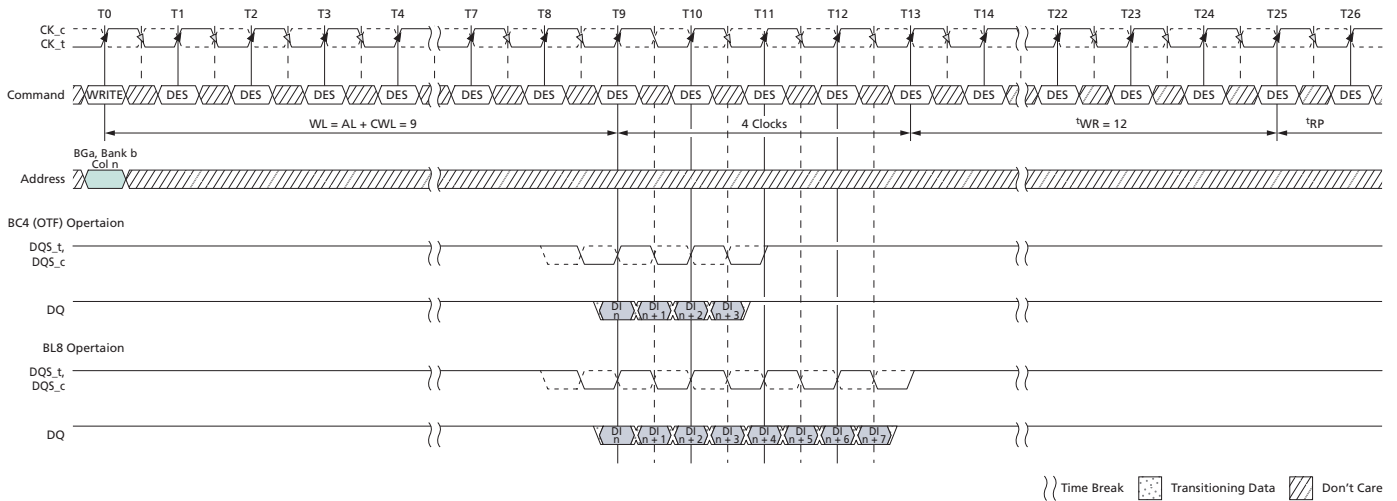 T0 T1 T2 T3 T4 T7 T8 T9 T10 T11 T12 T13 T14 T22 T23 T24 T25 T26
CK_c
CK_t
Command WRITE DES DES DES DES DES DES DES DES DES DES DES DES DES DES DES DES DES
WL = AL + CWL = 9 4 Clocks tWR = 12 tRP
BGa, Bank b
Col n
Address
BC4 (OTF) Opertaion
DQS_t,
DQS_c
DQ DI n DI n + 1 DI n + 2 DI n + 3
BL8 Opertaion
DQS_t,
DQS_c
DQ DI n DI n + 1 DI n + 2 DI n + 3 DI n + 4 DI n + 5 DI n + 6 DI n + 7
Time Break Transitioning Data Don't Care